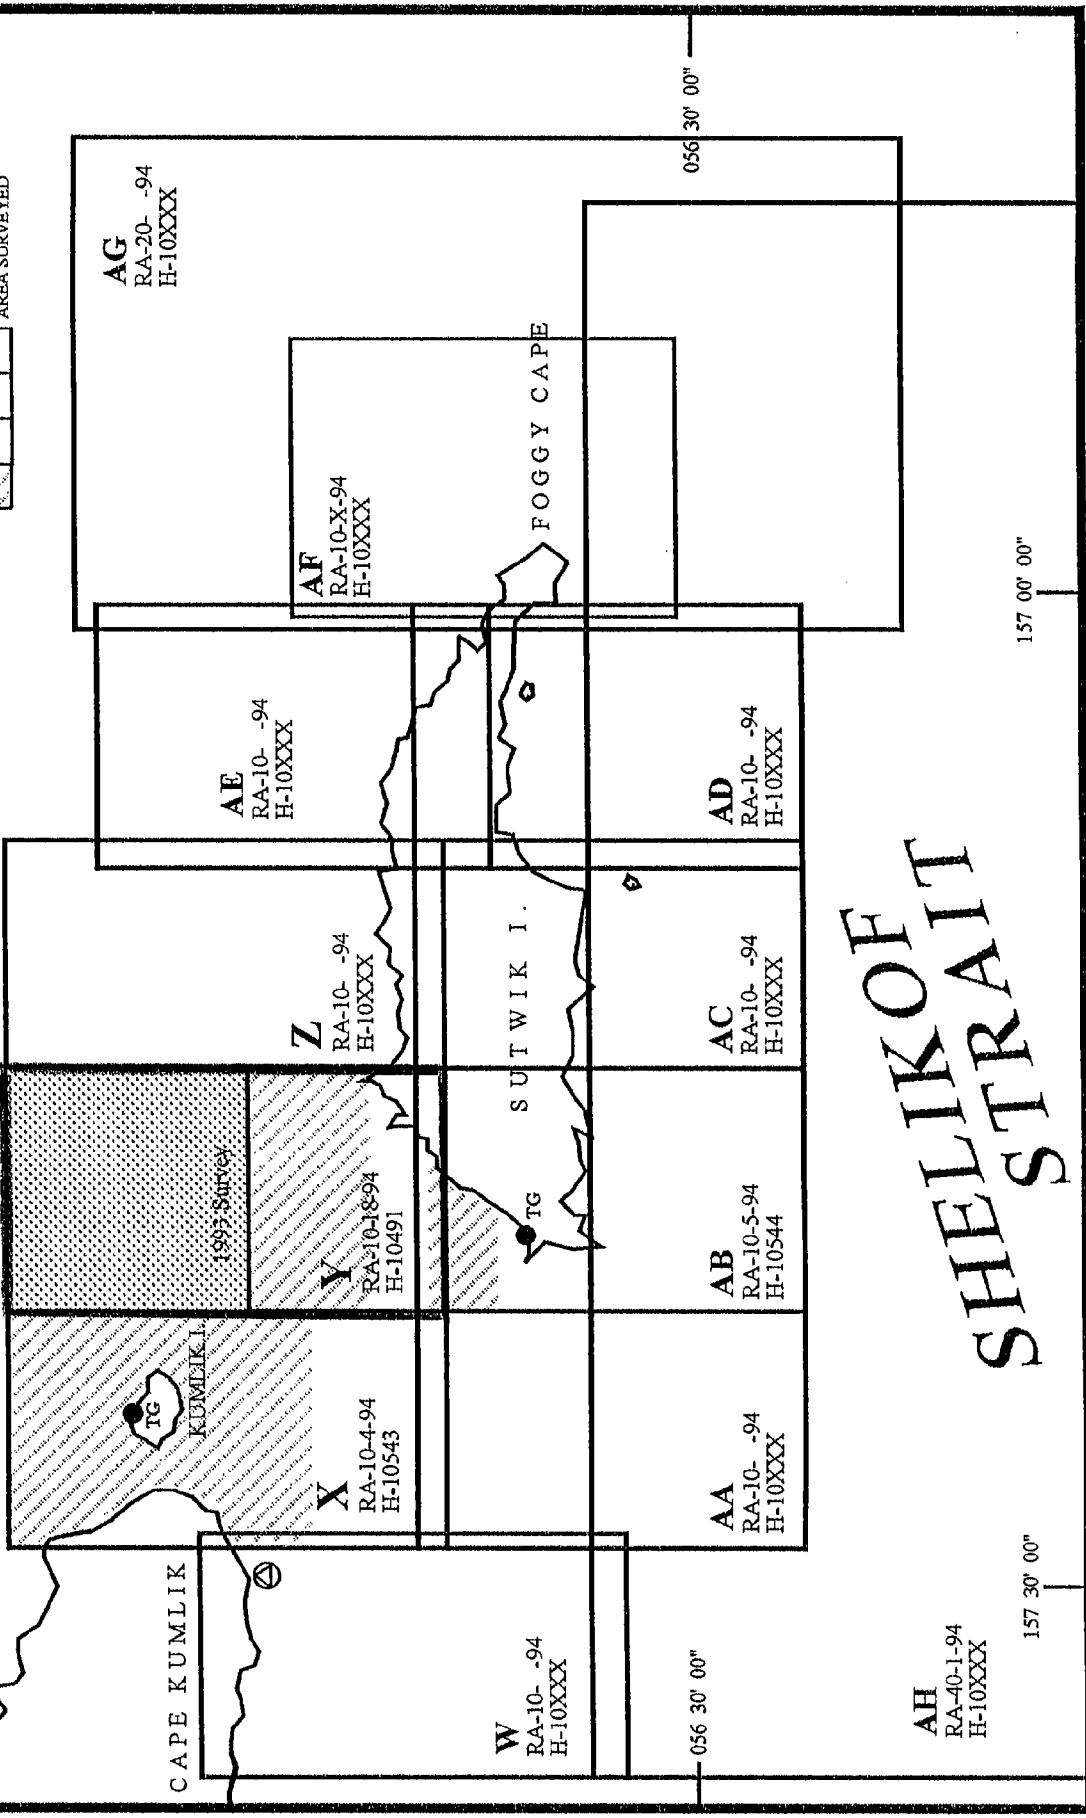 AREA SURVEYED
AG
RA-20- -94
H-10XXX
056 30' 00"
AF
RA-10-X-94
H-10XXX
FOGGY CAPE
157 00' 00"
AE
RA-10- -94
H-10XXX
AD
RA-10- -94
H-10XXX
Z
RA-10- -94
H-10XXX
SUTWIK I.
AC
RA-10- -94
H-10XXX
1993 Survey
Y
RA-10-18-94
H-10491
TG
AB
RA-10-5-94
H-10544
SHELIKOF
STRAIT
TG
KUMLIK I.
X
RA-10-4-94
H-10543
AA
RA-10- -94
H-10XXX
CAPE KUMLIK
W
RA-10- -94
H-10XXX
056 30' 00"
157 30' 00"
AH
RA-40-1-94
H-10XXX